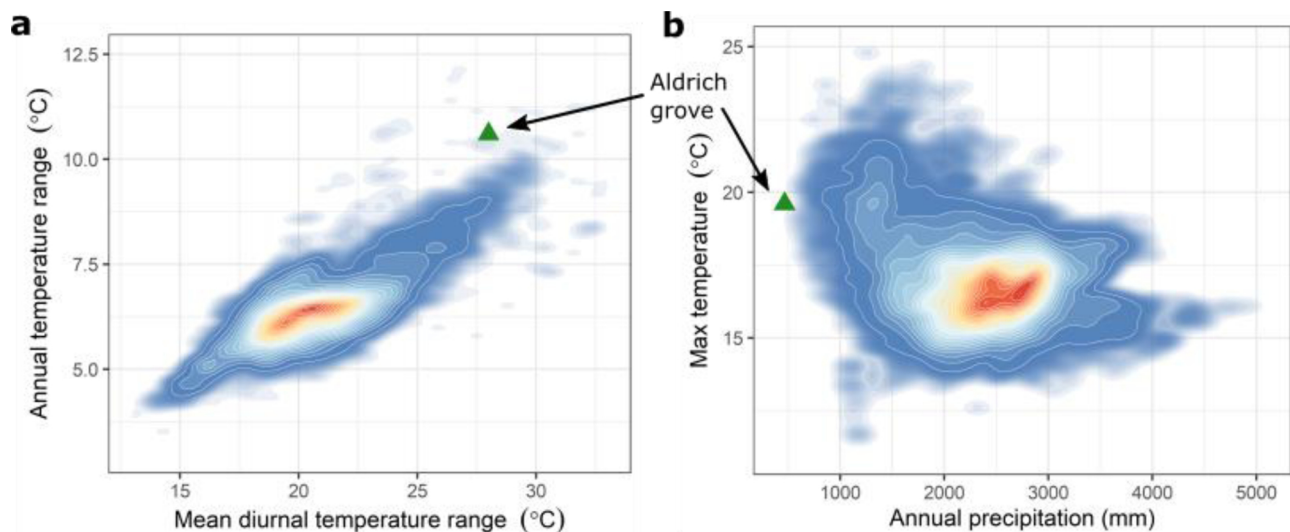 a
12.5
10.0
7.5
5.0
Annual temperature range (°C)
15
20
25
30
Mean diurnal temperature range (°C)
Aldrich
grove
b
25
20
15
Max temperature (°C)
1000
2000
3000
4000
5000
Annual precipitation (mm)